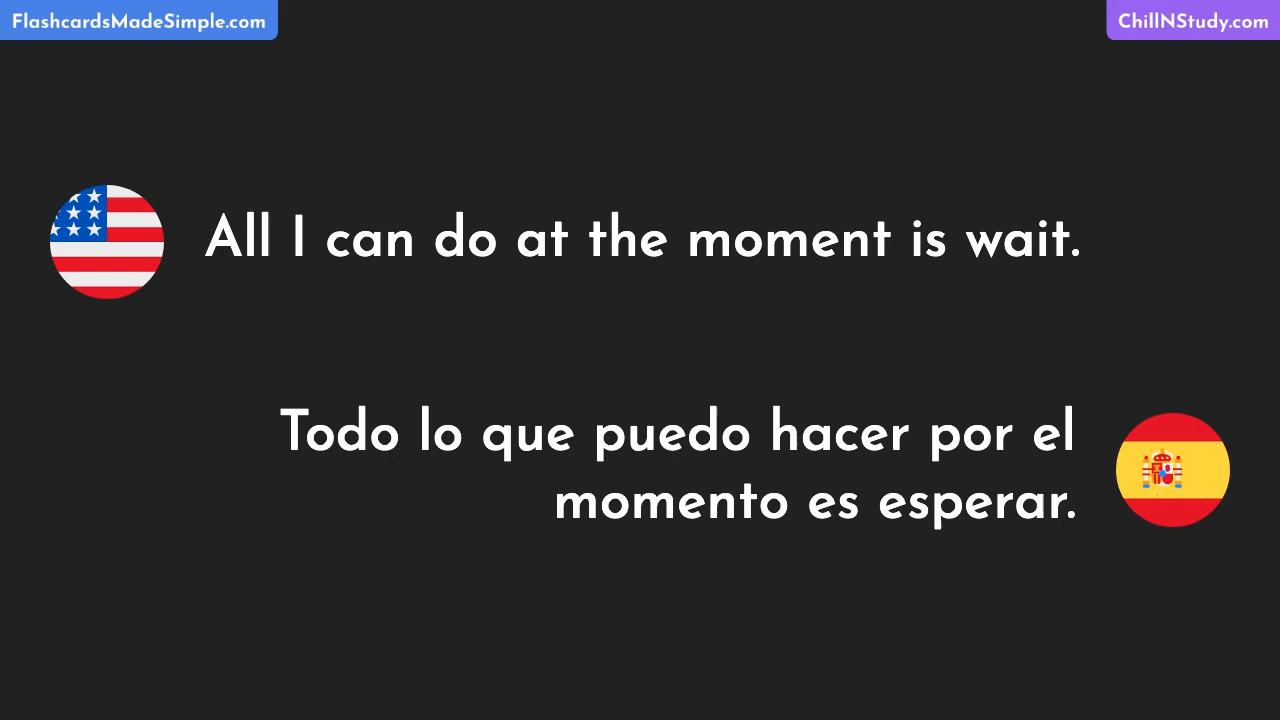 FlashcardsMadeSimple.com
ChillNStudy.com
All I can do at the moment is wait.
Todo lo que puedo hacer por el
momento es esperar.